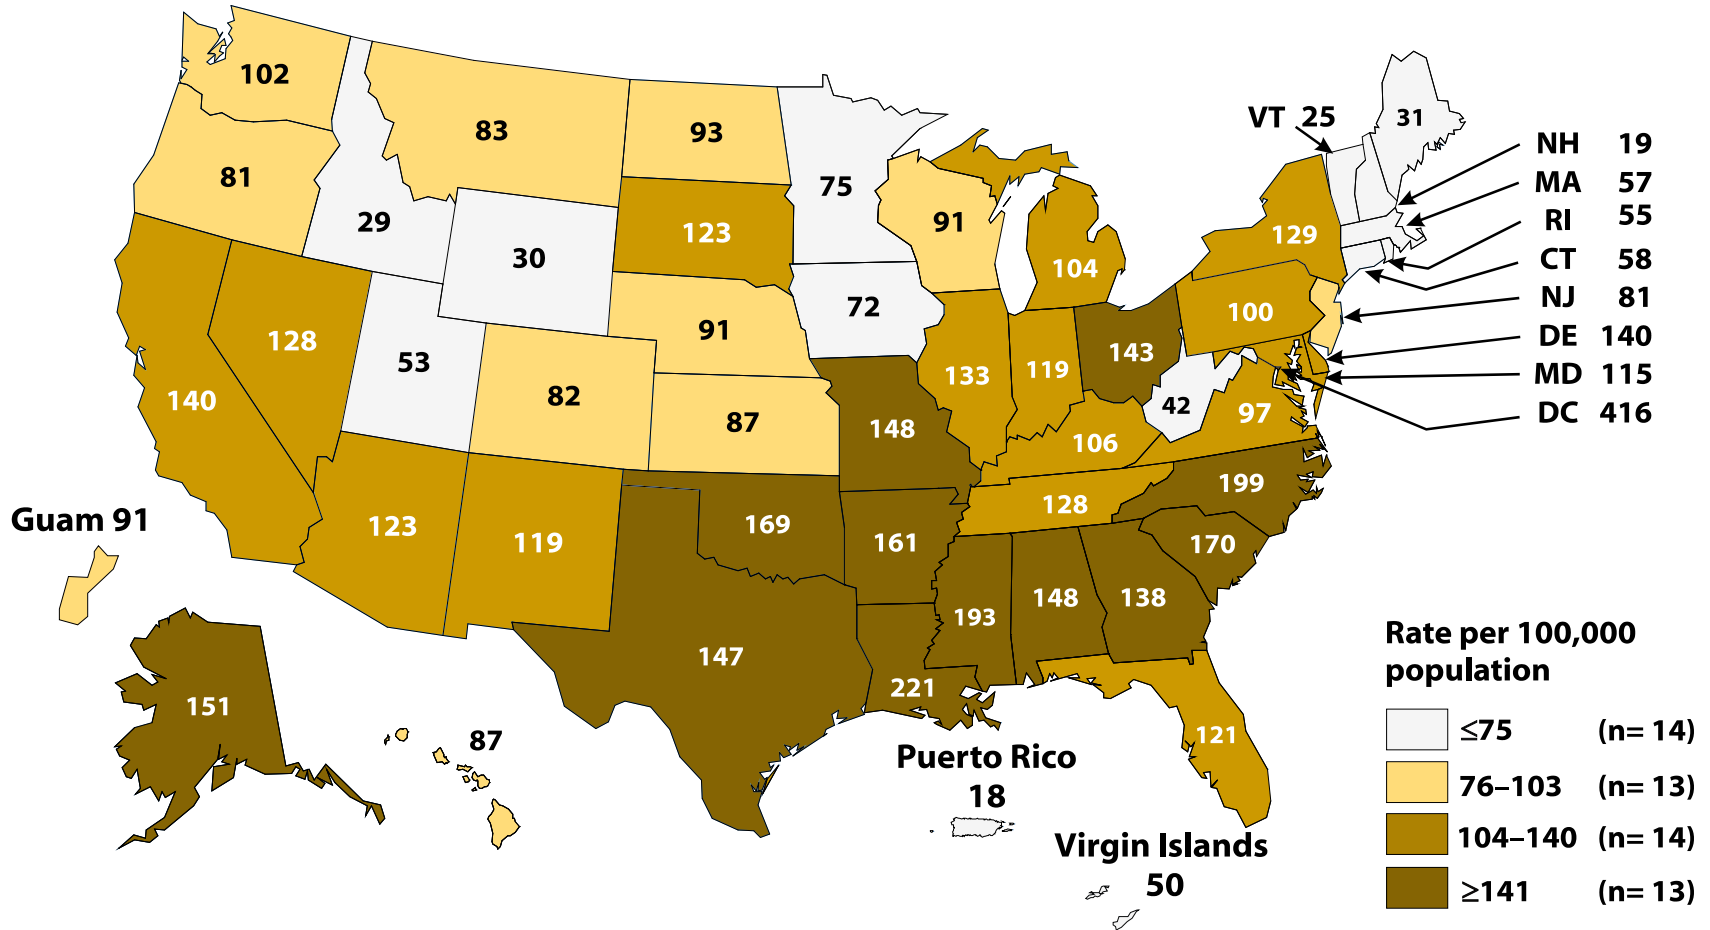 102
83
93
VT 25
31
NH 19
MA 57
RI 55
CT 58
NJ 81
DE 140
MD 115
DC 416
81
29
30
123
75
91
104
129
128
53
91
72
100
140
82
87
133
119
143
42
97
148
106
199
Guam 91
123
119
169
161
128
170
193
148
138
147
221
151
87
121
Puerto Rico
18
Virgin Islands
50
Rate per 100,000
population
≤75 (n= 14)
76–103 (n= 13)
104–140 (n= 14)
≥141 (n= 13)